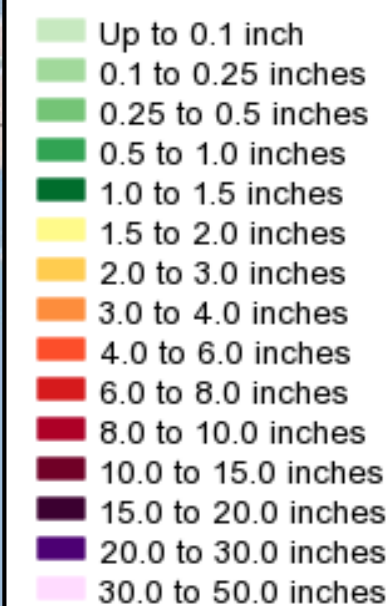 Up to 0.1 inch
0.1 to 0.25 inches
0.25 to 0.5 inches
0.5 to 1.0 inches
1.0 to 1.5 inches
1.5 to 2.0 inches
2.0 to 3.0 inches
3.0 to 4.0 inches
4.0 to 6.0 inches
6.0 to 8.0 inches
8.0 to 10.0 inches
10.0 to 15.0 inches
15.0 to 20.0 inches
20.0 to 30.0 inches
30.0 to 50.0 inches